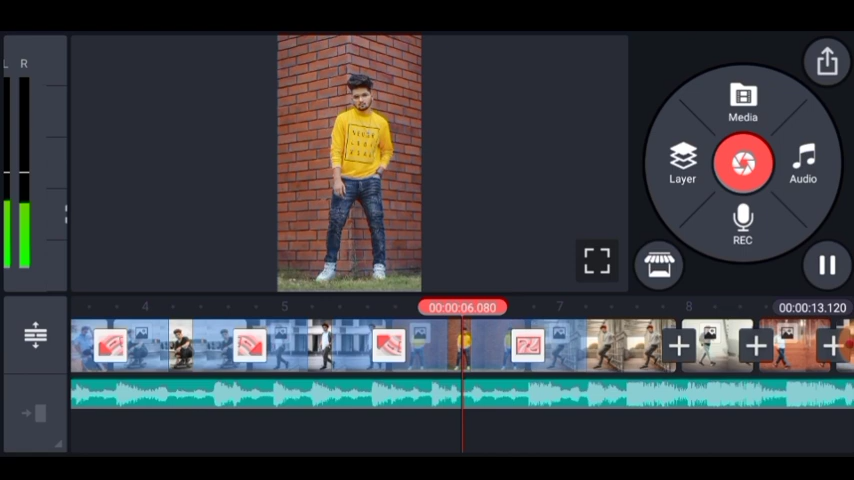 L R
Media
Layer
Audio
REC
4
5
00:00:06.080
7
8
00:00:13.120